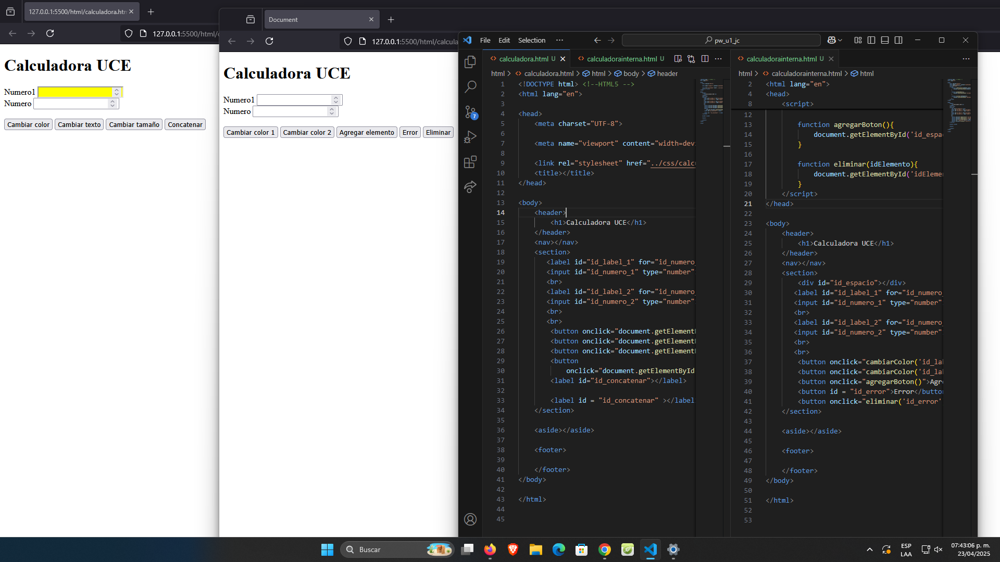 127.0.0.1:5500/html/calculadora.htm
127.0.0.1:5500/html/c
Calculadora UCE
Numero1
Numero
Cambiar color
Cambiar texto
Cambiar tamaño
Concatenar
Document
127.0.0.1:5500/html/calcula
Calculadora UCE
Numero1
Numero
Cambiar color 1
Cambiar color 2
Agregar elemento
Error
Eliminar
File Edit Selection ···
pw_u1_jc
7
calculadora.html U
calculadorainterna.html U
html > calculadora.html > html > body > header
1 <!DOCTYPE html> <!--HTML5 -->
2 <html lang="en">
3
4 <head>
5 <meta charset="UTF-8">
6
7 <meta name="viewport" content="width=dev
8
9 <link rel="stylesheet" href="../css/calc
10 <title></title>
11 </head>
12
13 <body>
14 <header>
15 <h1>Calculadora UCE</h1>
16 </header>
17 <nav></nav>
18 <section>
19 <label id="id_label_1" for="id_numero_
20 <input id="id_numero_1" type="number"
21 <br>
22 <label id="id_label_2" for="id_numero_
23 <input id="id_numero_2" type="number"
24 <br>
25 <br>
26 <button onclick="document.getElement
27 <button onclick="document.getElement
28 <button onclick="document.getElement
29 <button
30 onclick="document.getElementById
31 <label id="id_concatenar"></label>
32
33 <label id = "id_concatenar" ></label
34 </section>
35
36 <aside></aside>
37
38 <footer>
39
40 </footer>
41 </body>
42
43 </html>
44
45
calculadorainterna.html U
html > calculadorainterna.html > html
2 <html lang="en">
4 <head>
8 <script>
12
13 function agregarBoton(){
14 document.getElementById('id_espa
15 }
16
17 function eliminar(idElemento){
18 document.getElementById('idEleme
19 }
20 </script>
21 </head>
22
23 <body>
24 <header>
25 <h1>Calculadora UCE</h1>
26 </header>
27 <nav></nav>
28 <section>
29 <div id="id_espacio"></div>
30 <label id="id_label_1" for="id_numero_
31 <input id="id_numero_1" type="number"
32 <br>
33 <label id="id_label_2" for="id_numero_
34 <input id="id_numero_2" type="number"
35 <br>
36 <br>
37 <button onclick="cambiarColor('id_la
38 <button onclick="cambiarColor('id_la
39 <button onclick="agregarBoton()">Agr
40 <button id = "id_error">Error</butto
41 <button onclick="eliminar('id_error'
42 </section>
43
44 <aside></aside>
45
46 <footer>
47
48 </footer>
49 </body>
50
51 </html>
52
53
Buscar
ESP
LAA
07:43:06 p. m.
23/04/2025